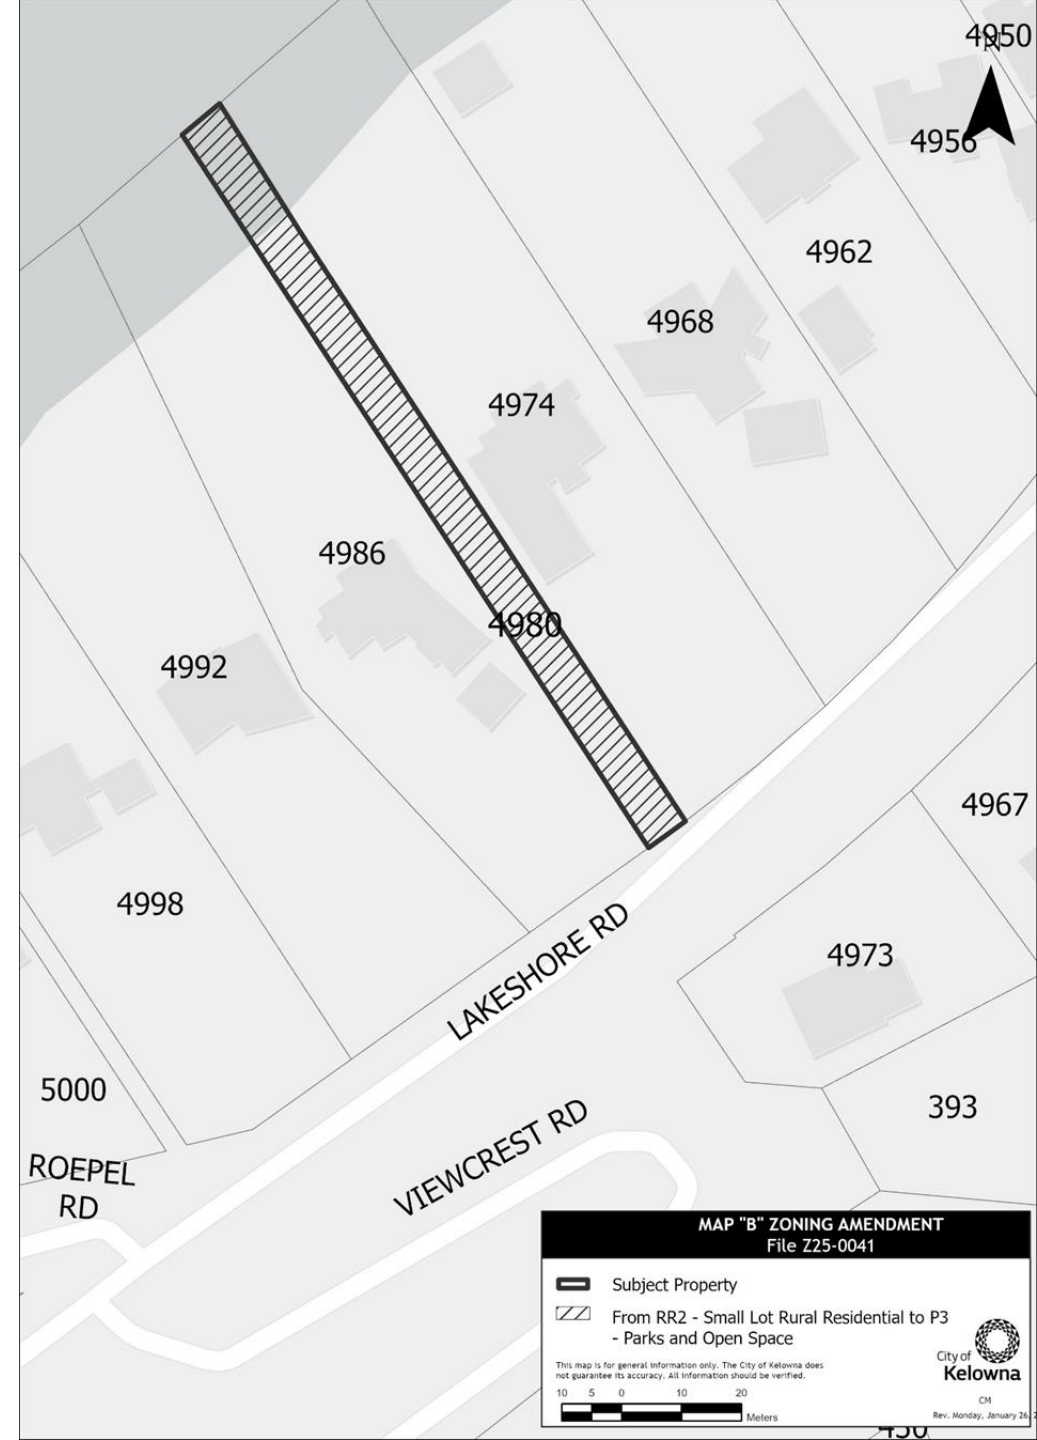 4950
N
4956
4962
4968
4974
4986
4980
4992
4967
4998
4973
LAKESHORE RD
5000
393
VIEWCREST RD
ROEPEL
RD
MAP "B" ZONING AMENDMENT
File Z25-0041
Subject Property
From RR2 - Small Lot Rural Residential to P3
- Parks and Open Space
This map is for general information only. The City of Kelowna does
not guarantee its accuracy. All information should be verified.
City of
Kelowna
10 5 0 10 20
Meters
CM
Rev. Monday, January 26,